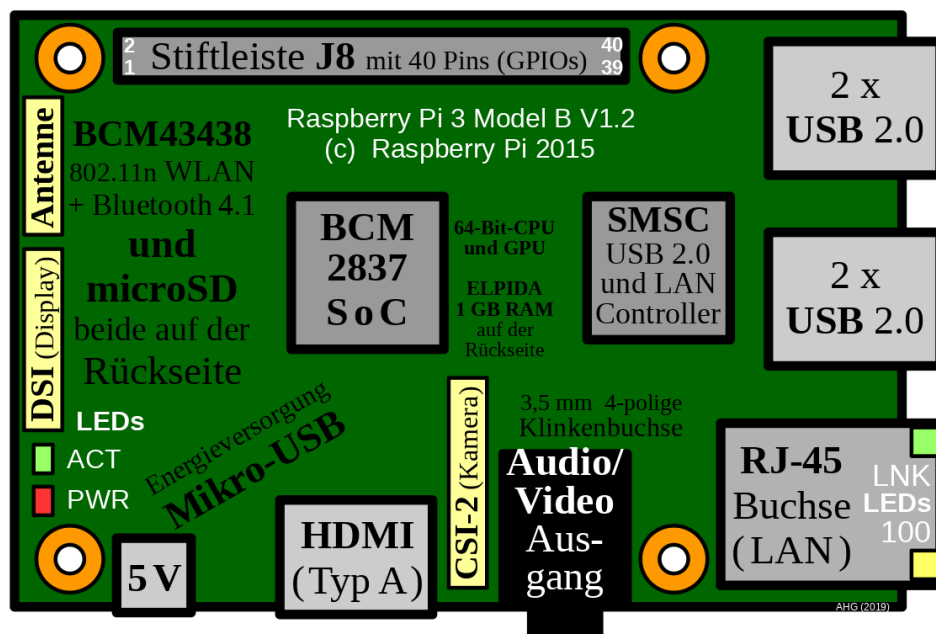 2 40
1 39
Stiftleiste J8 mit 40 Pins (GPIOs)
Raspberry Pi 3 Model B V1.2
(c) Raspberry Pi 2015
Antenne
BCM43438
802.11n WLAN
+ Bluetooth 4.1
und
microSD
beide auf der
Rückseite
DSI (Display)
BCM
2837
SoC
64-Bit-CPU
und GPU
ELPIDA
1 GB RAM
auf der
Rückseite
SMSC
USB 2.0
und LAN
Controller
2 x
USB 2.0
2 x
USB 2.0
LEDs
ACT
PWR
Energieversorgung
Mikro-USB
5 V
HDMI
(Typ A)
CSI-2 (Kamera)
3,5 mm 4-polige
Klinkenbuchse
Audio/
Video
Aus-
gang
RJ-45
Buchse
(LAN)
LNK
LEDs
100
AHG (2019)